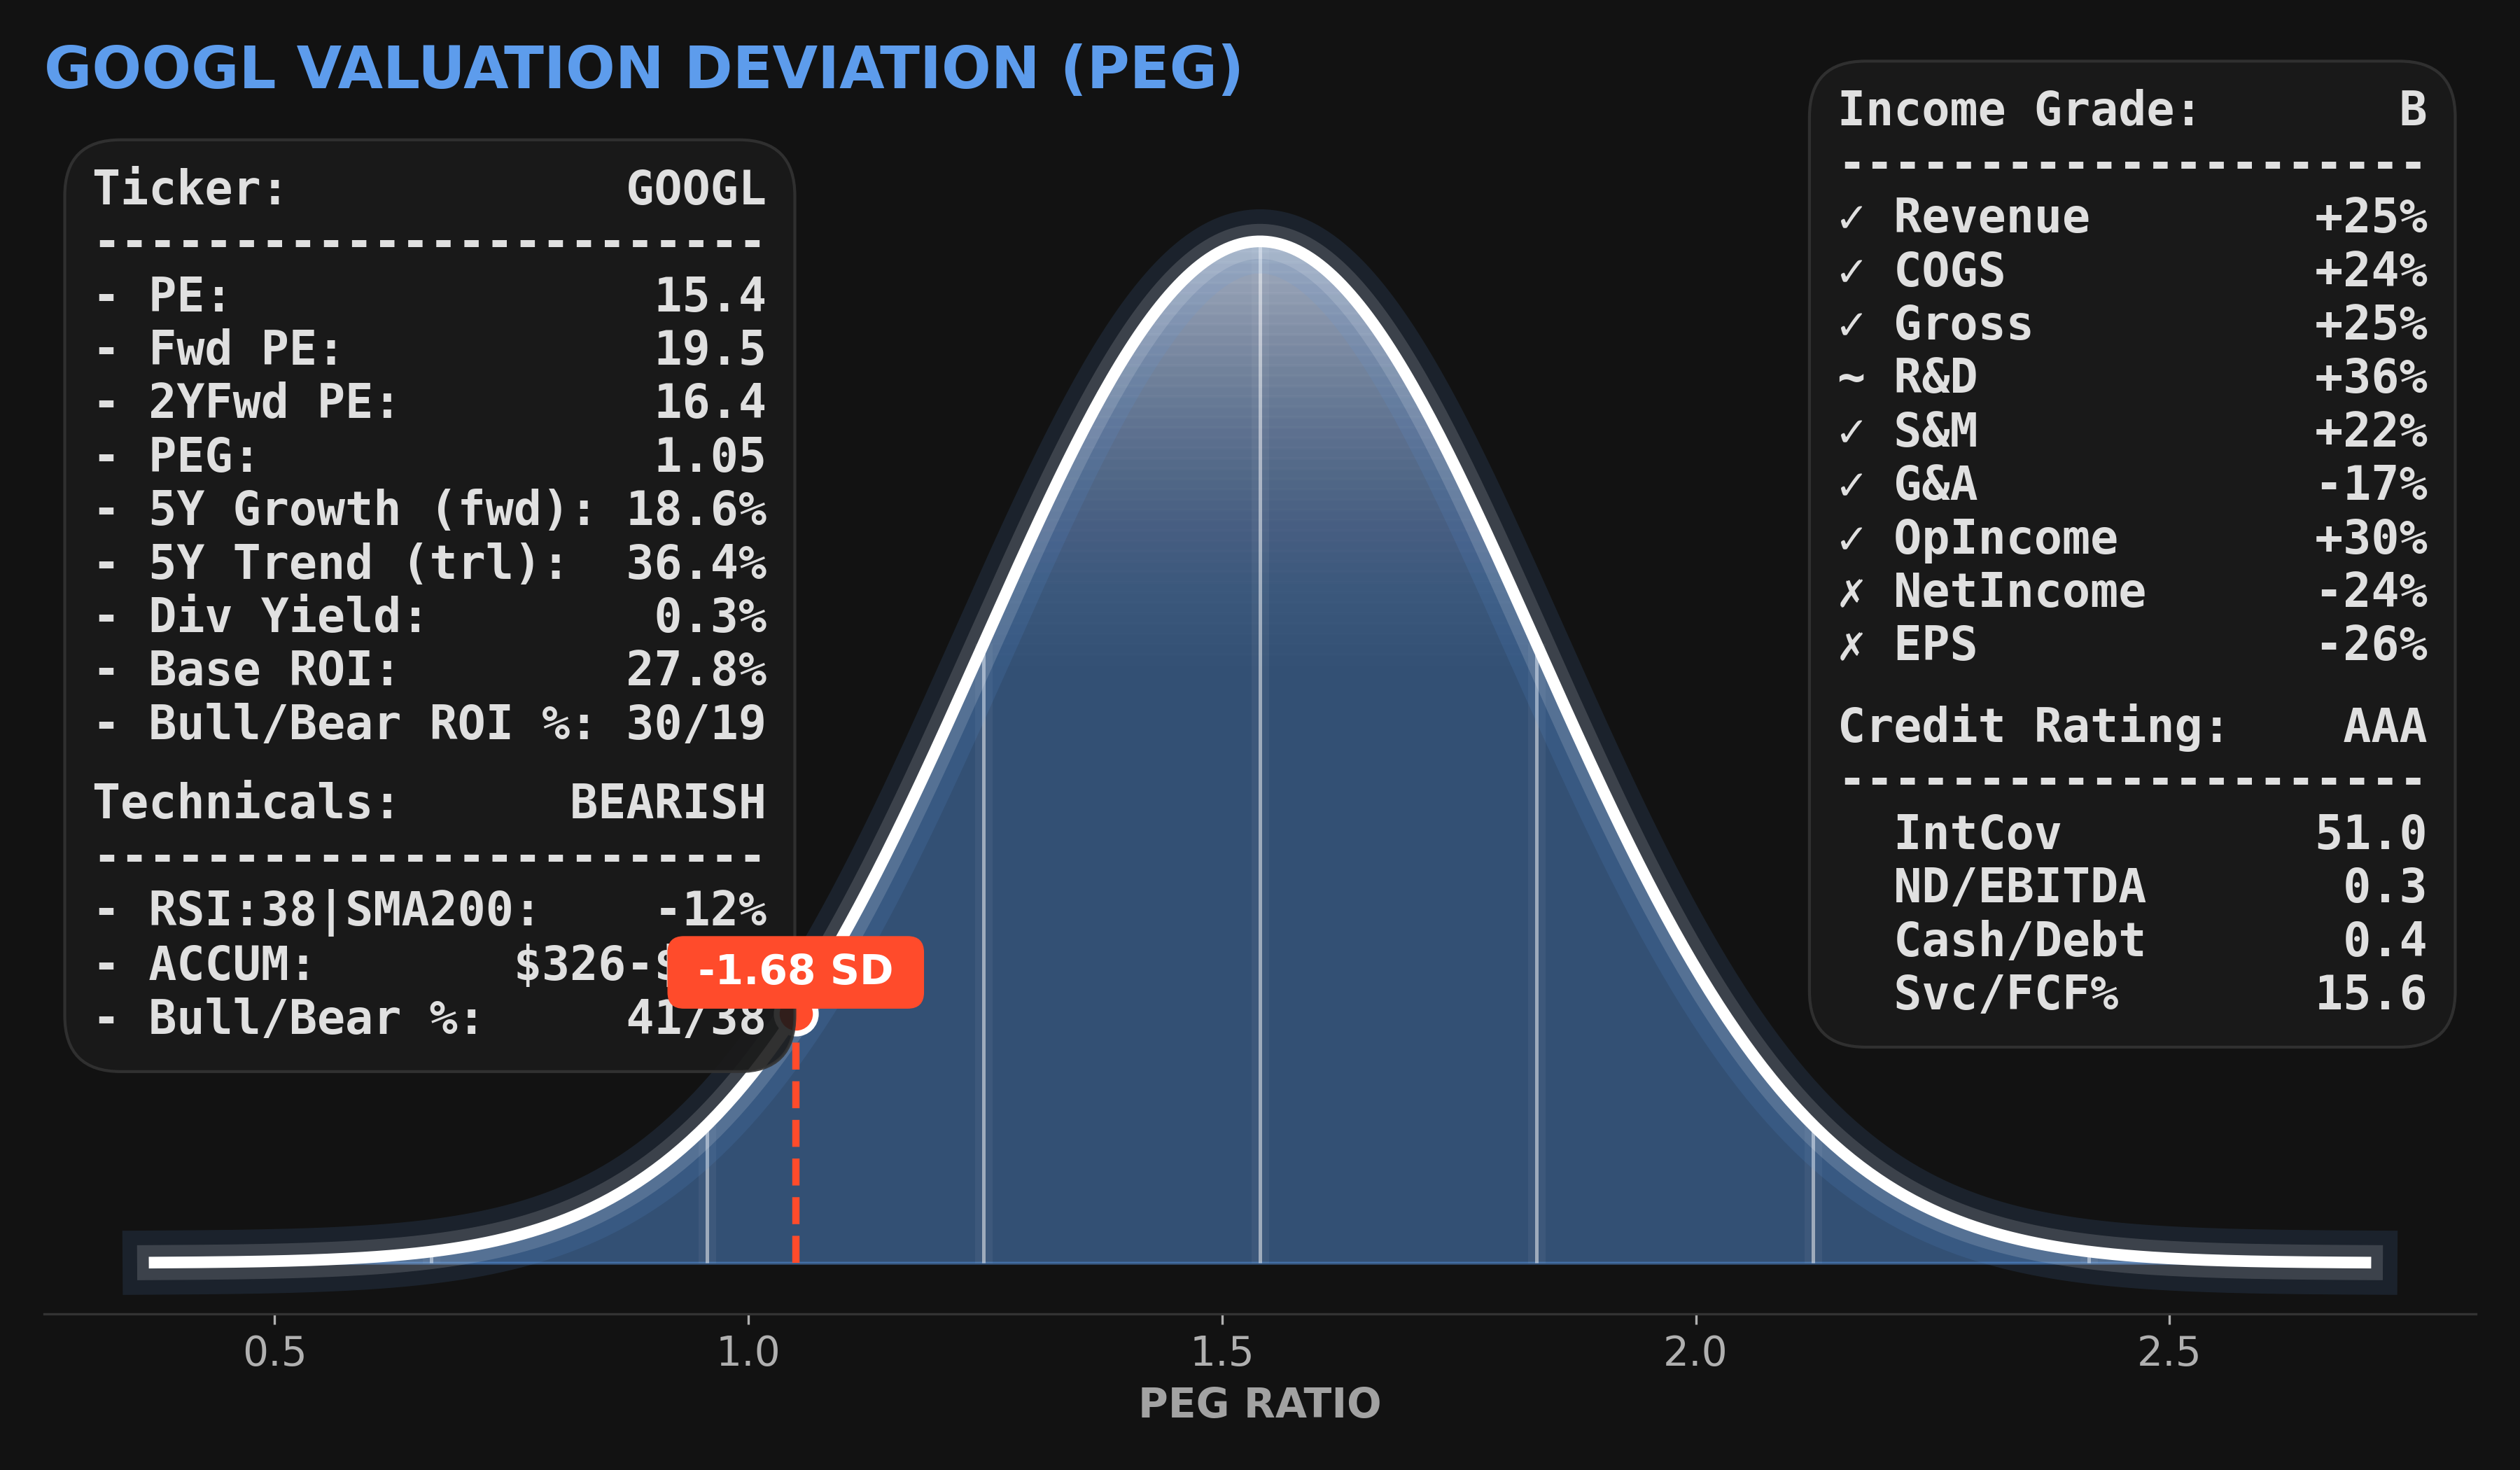 GOOGL VALUATION DEVIATION (PEG)
Ticker: GOOGL
------------------------
- PE: 15.4
- Fwd PE: 19.5
- 2YFwd PE: 16.4
- PEG: 1.05
- 5Y Growth (fwd): 18.6%
- 5Y Trend (trl): 36.4%
- Div Yield: 0.3%
- Base ROI: 27.8%
- Bull/Bear ROI %: 30/19
Technicals: BEARISH
------------------------
- RSI:38|SMA200: -12%
- ACCUM: $326-$
- Bull/Bear %: 41/38
-1.68 SD
Income Grade: B
---------------------
✓ Revenue +25%
✓ COGS +24%
✓ Gross +25%
~ R&D +36%
✓ S&M +22%
✓ G&A -17%
✓ OpIncome +30%
✗ NetIncome -24%
✗ EPS -26%
Credit Rating: AAA
---------------------
IntCov 51.0
ND/EBITDA 0.3
Cash/Debt 0.4
Svc/FCF% 15.6
0.5 1.0 1.5 2.0 2.5
PEG RATIO